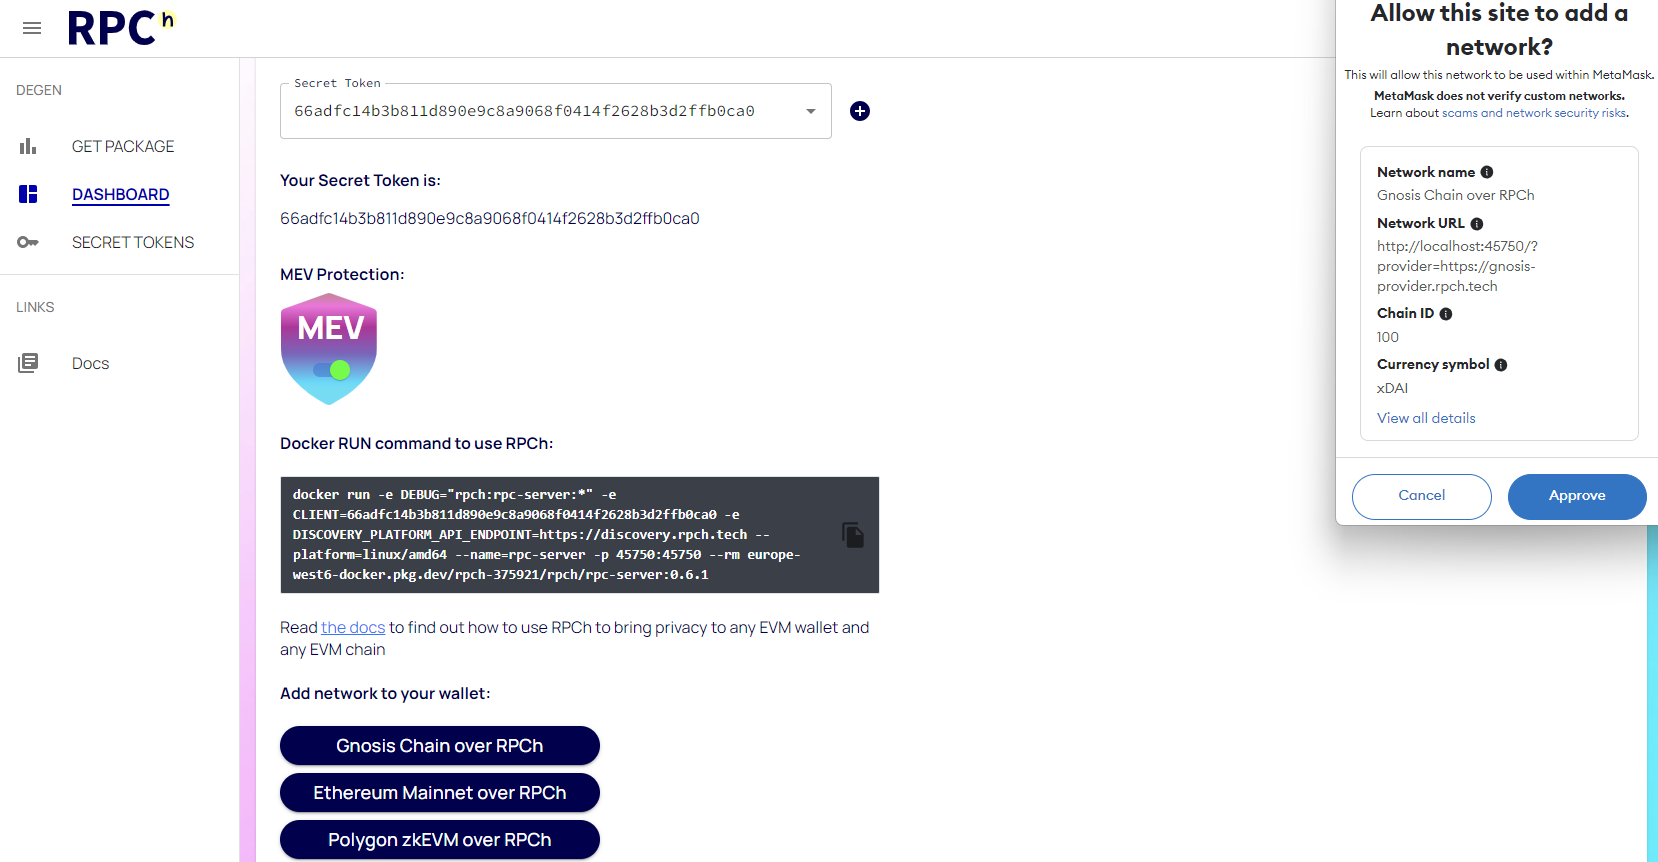 RPCh
DEGEN
GET PACKAGE
DASHBOARD
SECRET TOKENS
LINKS
Docs
Secret Token
66adfc14b3b811d890e9c8a9068f0414f2628b3d2ffb0ca0
Your Secret Token is:
66adfc14b3b811d890e9c8a9068f0414f2628b3d2ffb0ca0
MEV Protection:
MEV
Docker RUN command to use RPCh:
docker run -e DEBUG="rpch:rpc-server:*" -e
CLIENT=66adfc14b3b811d890e9c8a9068f0414f2628b3d2ffb0ca0 -e
DISCOVERY_PLATFORM_API_ENDPOINT=https://discovery.rpch.tech --
platform=linux/amd64 --name=rpc-server -p 45750:45750 --rm europe-
west6-docker.pkg.dev/rpch-375921/rpch/rpc-server:0.6.1
Read the docs to find out how to use RPCh to bring privacy to any EVM wallet and
any EVM chain
Add network to your wallet:
Gnosis Chain over RPCh
Ethereum Mainnet over RPCh
Polygon zkEVM over RPCh
Allow this site to add a
network?
This will allow this network to be used within MetaMask.
MetaMask does not verify custom networks.
Learn about scams and network security risks.
Network name
Gnosis Chain over RPCh
Network URL
http://localhost:45750/?
provider=https://gnosis-
provider.rpch.tech
Chain ID
100
Currency symbol
xDAI
View all details
Cancel
Approve